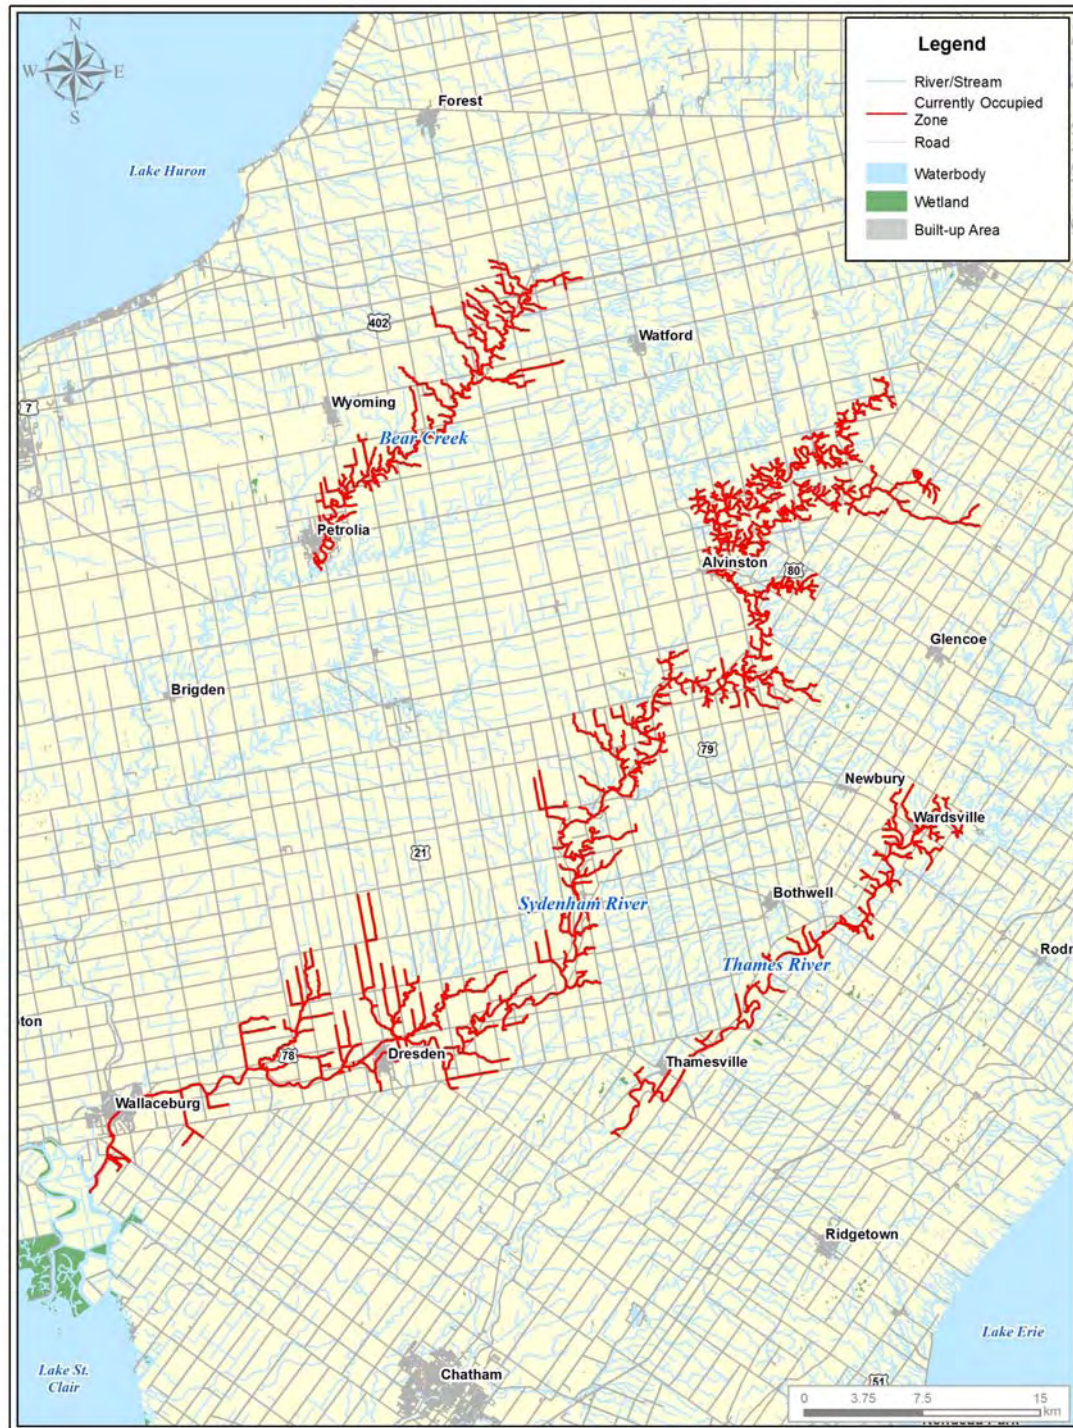 N
W E
S
Legend
River/Stream
Currently Occupied
Zone
Road
Waterbody
Wetland
Built-up Area
Forest
Lake Huron
402
Watford
7
Wyoming
Bear Creek
Petrolia
Alvinston
80
Glencoe
Brigden
79
Newbury
Wardsville
21
Bothwell
Sydenham River
Thames River
Rodn
pton
78
Dresden
Thamesville
Wallaceburg
Ridgetown
Lake Erie
Lake St.
Clair
Chatham
51
0 3.75 7.5 15
km